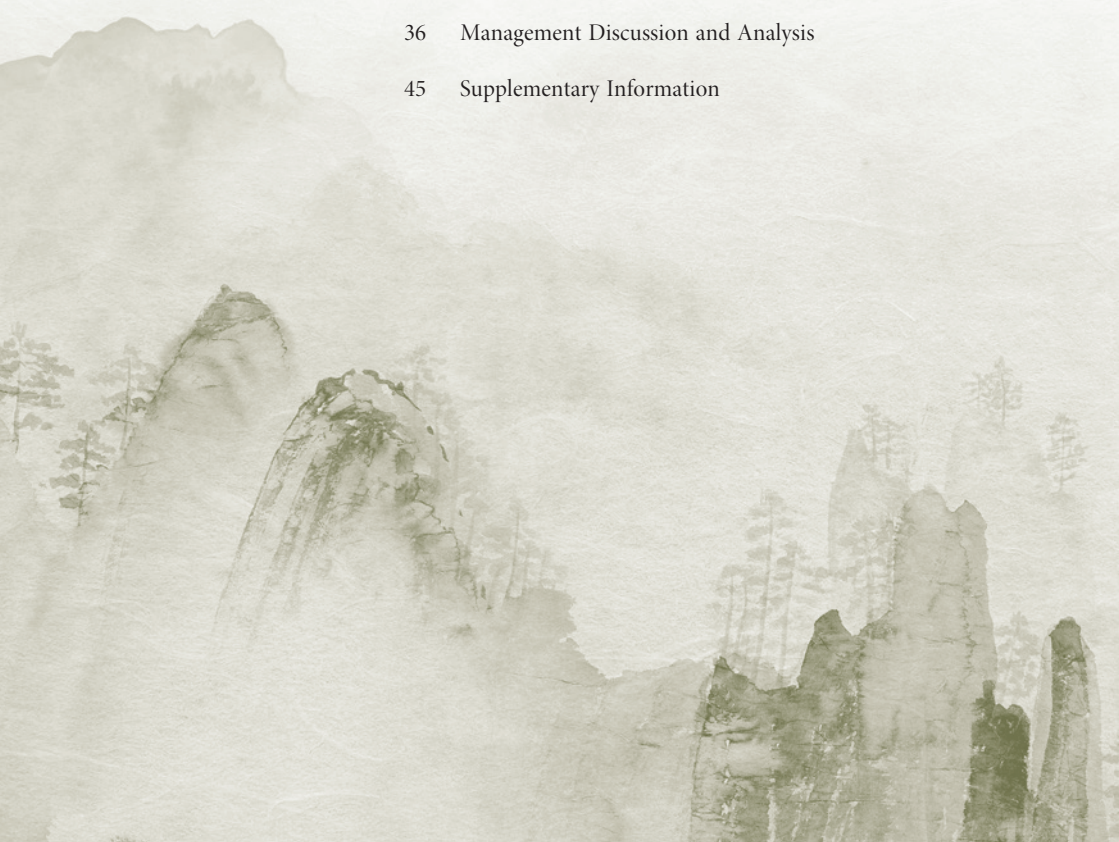 36 Management Discussion and Analysis
45 Supplementary Information